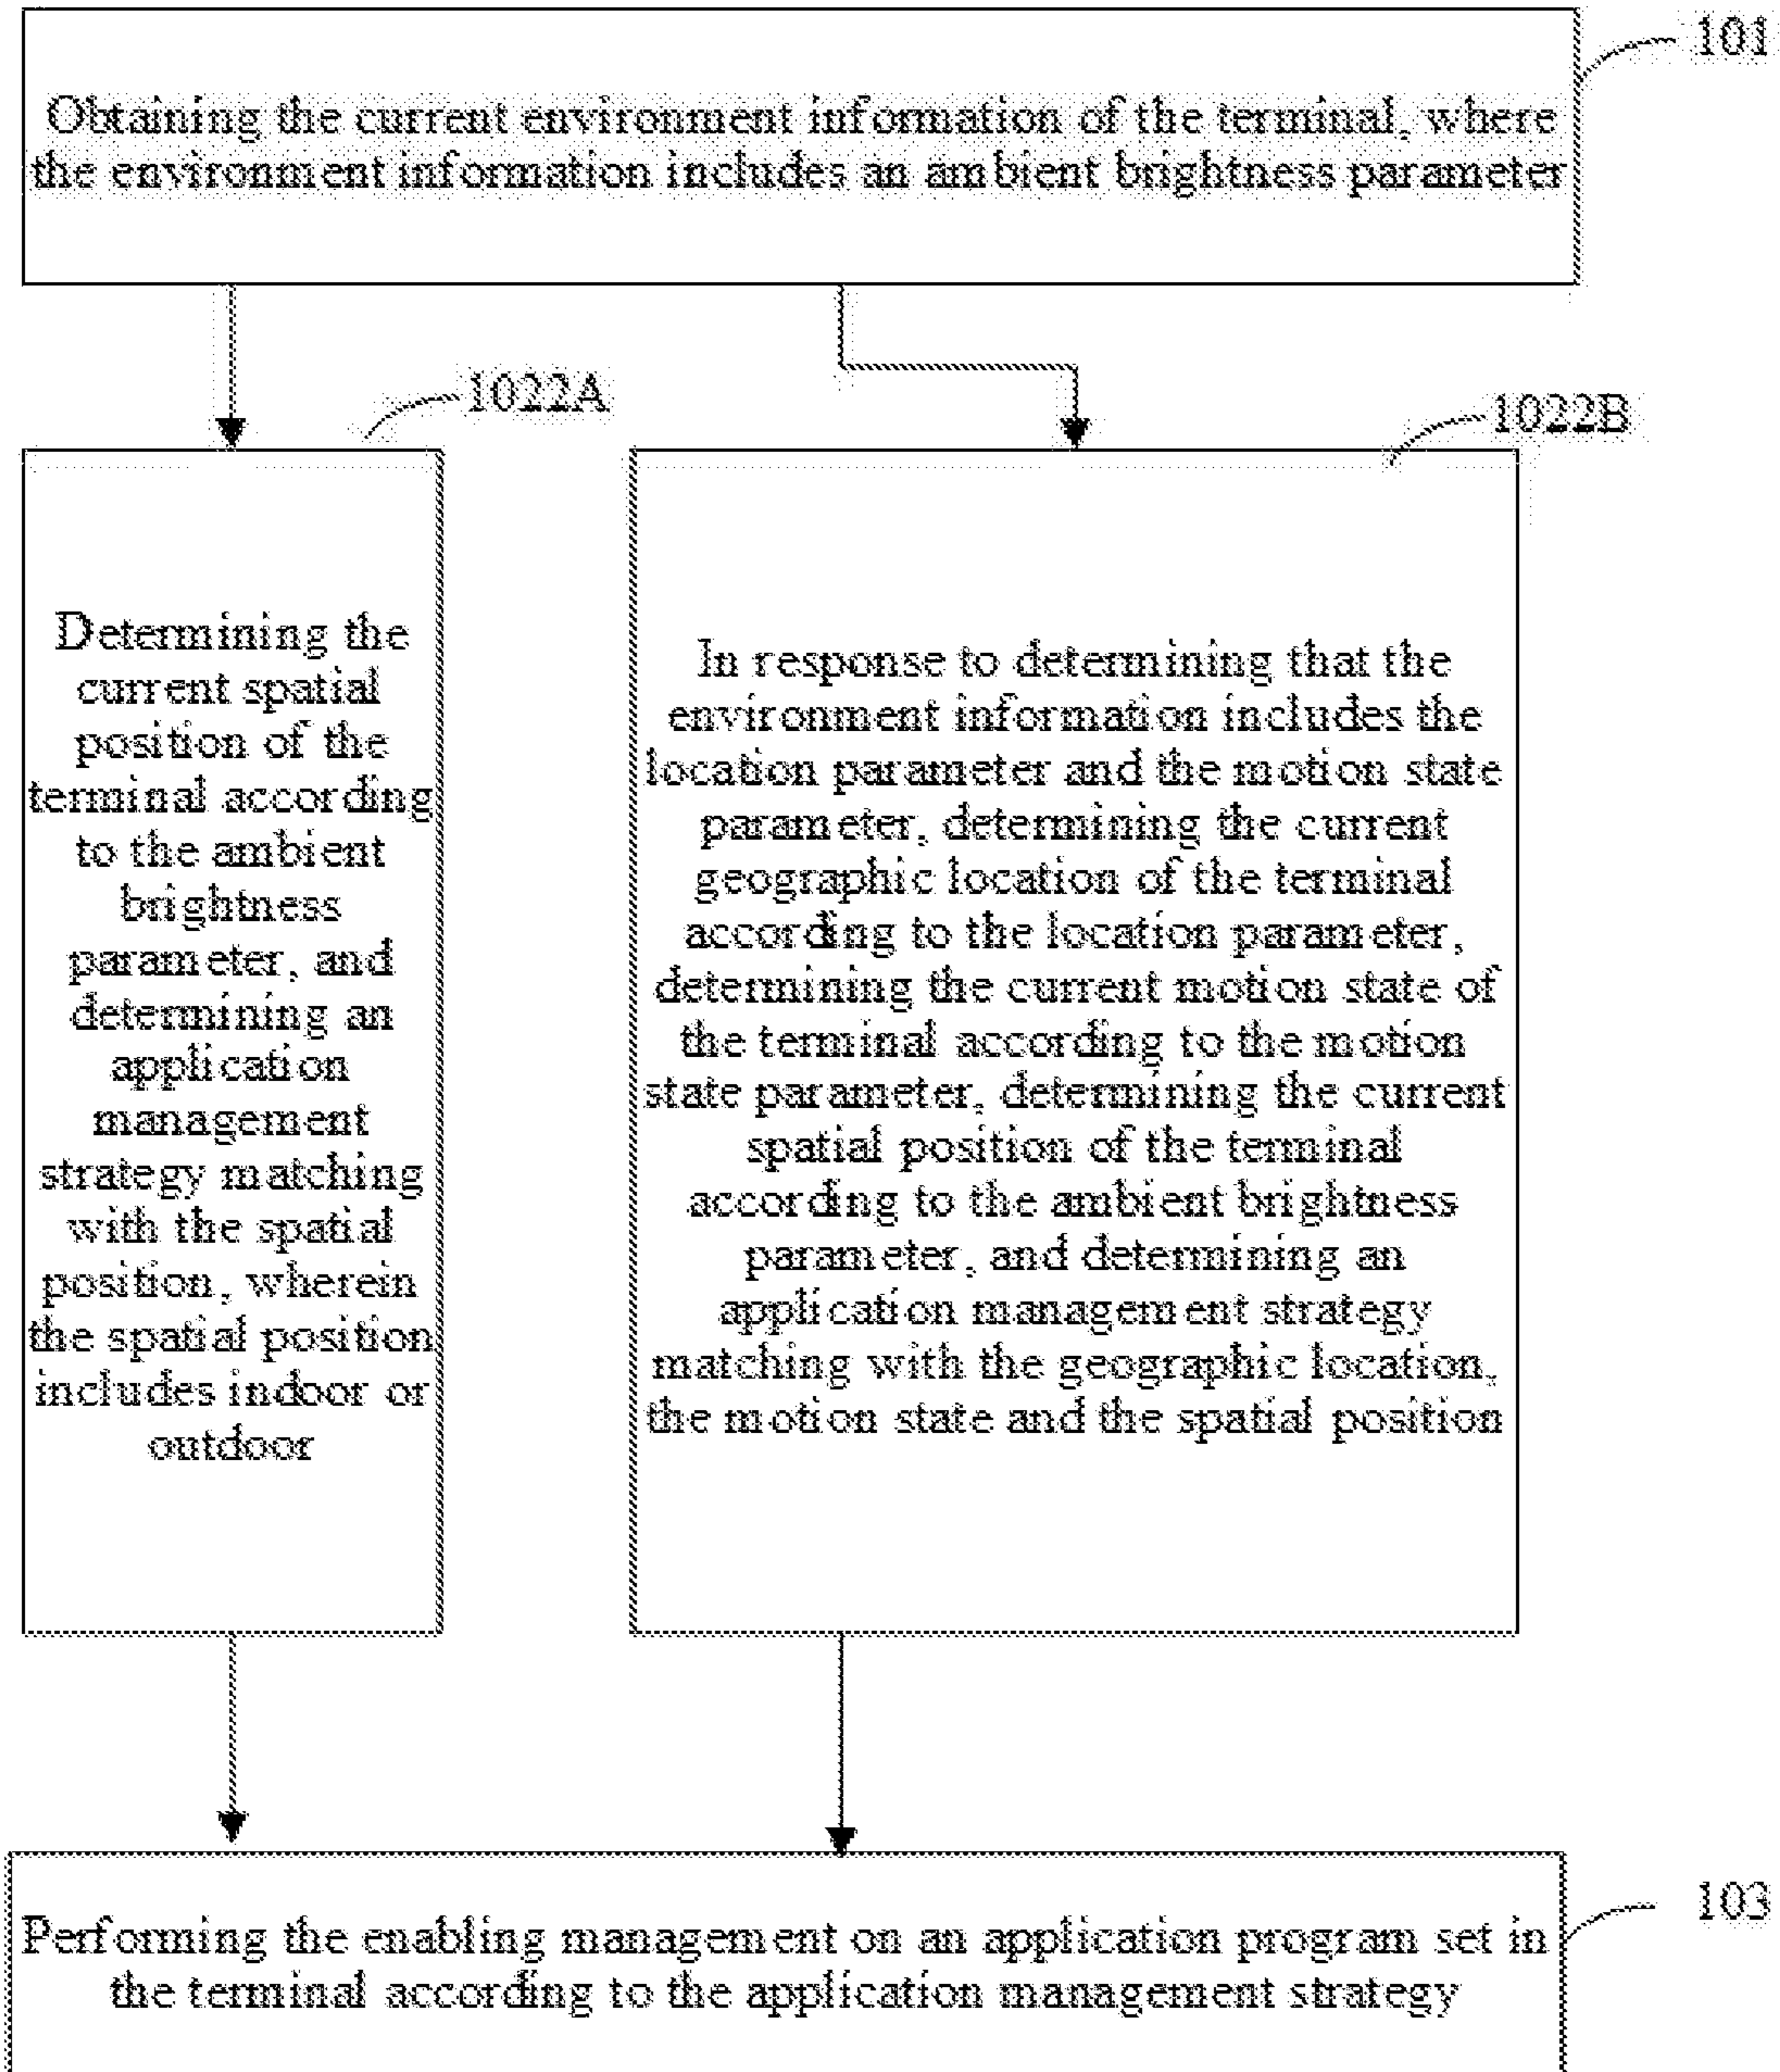 101
Obtaining the current environment information of the terminal, where
the environment information includes an ambient brightness parameter
1022A
1022B
Determining the
current spatial
position of the
terminal according
to the ambient
brightness
parameter, and
determining an
application
management
strategy matching
with the spatial
position, wherein
the spatial position
includes indoor or
outdoor
In response to determining that the
environment information includes the
location parameter and the motion state
parameter, determining the current
geographic location of the terminal
according to the location parameter,
determining the current motion state of
the terminal according to the motion
state parameter, determining the current
spatial position of the terminal
according to the ambient brightness
parameter, and determining an
application management strategy
matching with the geographic location,
the motion state and the spatial position
103
Performing the enabling management on an application program set in
the terminal according to the application management strategy